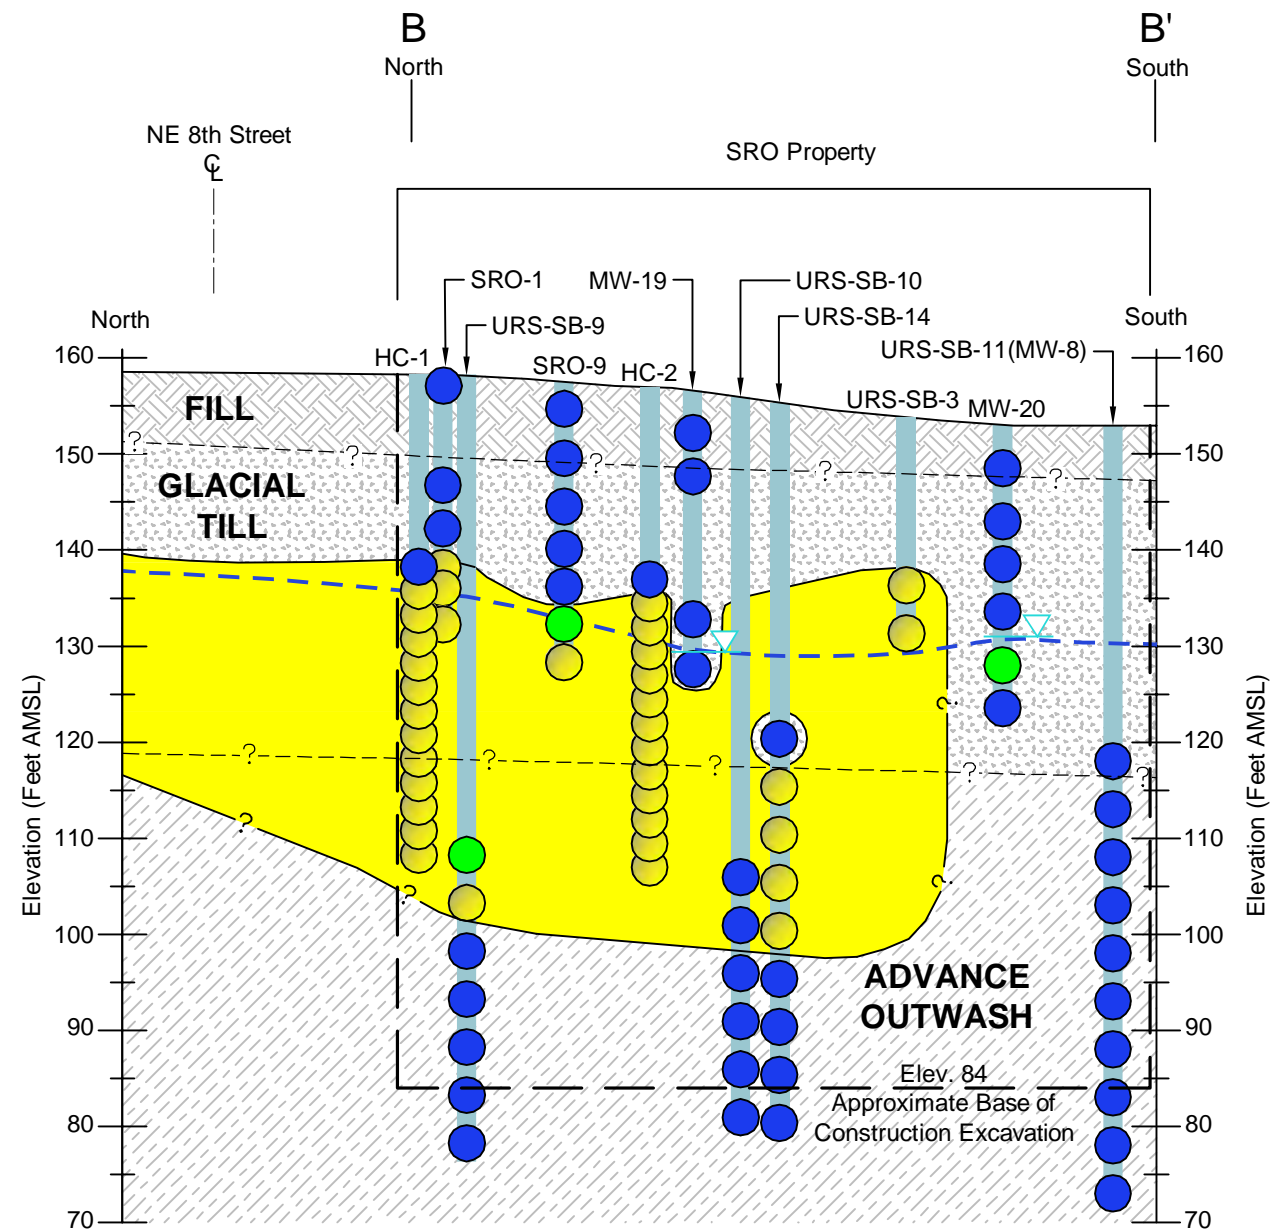 B
B'
North
South
NE 8th Street
℄
SRO Property
SRO-1
MW-19
URS-SB-10
URS-SB-14
North
South
URS-SB-9
URS-SB-11(MW-8)
HC-1
SRO-9
HC-2
URS-SB-3
MW-20
160
160
FILL
?
?
?
?
?
150
150
GLACIAL
TILL
140
140
130
130
?
120
120
?
?
?
?
?
?
110
110
?
?
100
100
ADVANCE
OUTWASH
90
90
Elev. 84
Approximate Base of
Construction Excavation
80
80
70
70
Elevation (Feet AMSL)
Elevation (Feet AMSL)